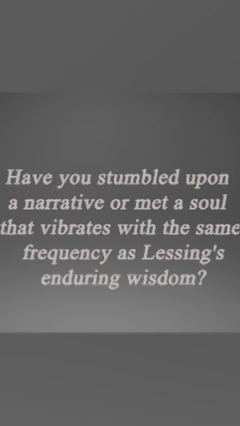 Have you stumbled upon
a narrative or met a soul
that vibrates with the same
frequency as Lessing's
enduring wisdom?